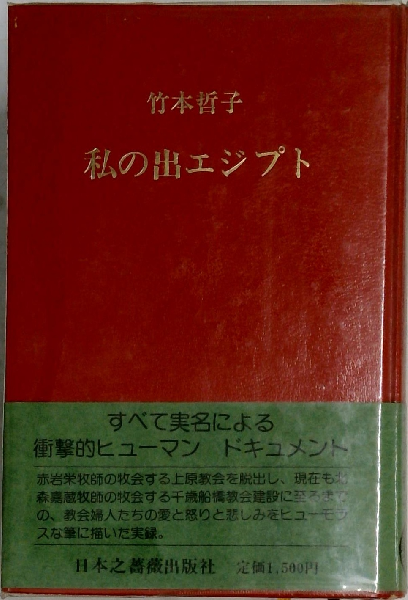 竹本哲子
私の出エジプト
すべて実名による
衝撃的ヒューマン ドキュメント
赤岩栄牧師の牧会する上原教会を脱出し、現在も
森嘉蔵牧師の牧会する千歳船橋教会建設に至るまで
の、教会婦人たちの愛と怒りと悲しみをヒューモラ
スな筆に描いた実録。
日本之薔薇出版社 定価1,500円